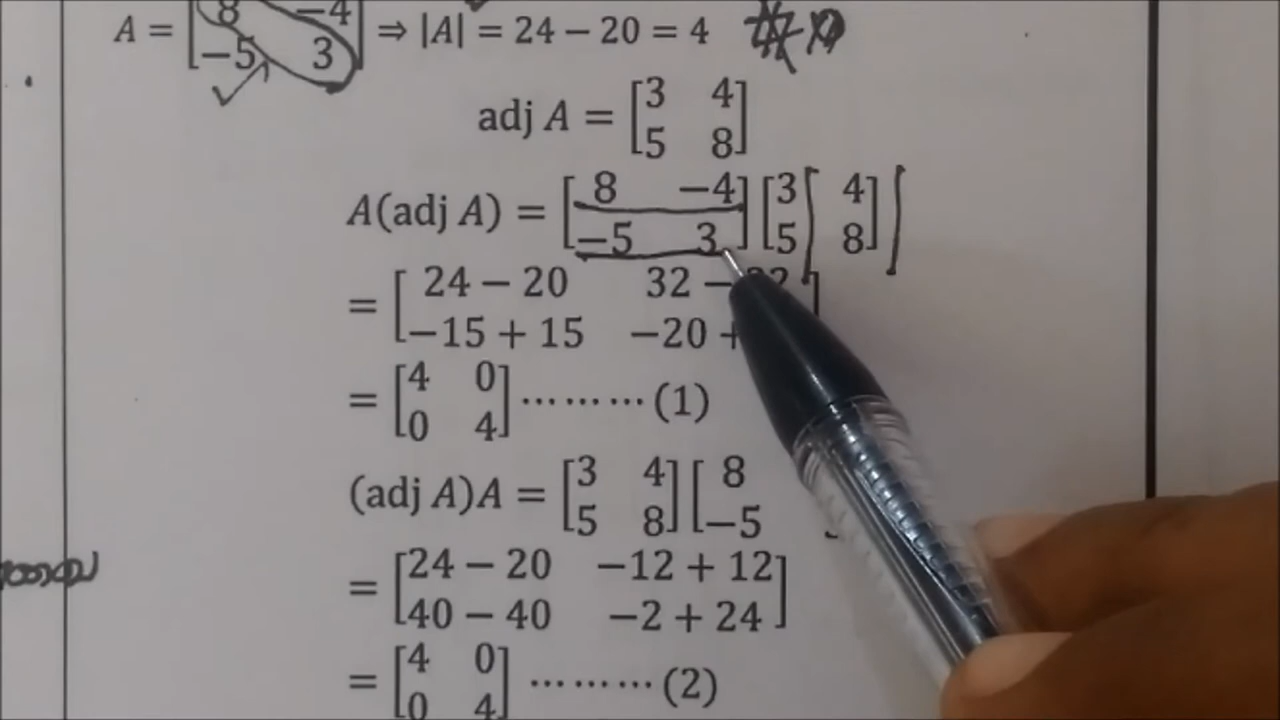 A = [8 −4
−5 3] ⇒ |A| = 24 − 20 = 4
adj A = [3 4
5 8]
A(adj A) = [8 −4
−5 3] [3 4
5 8]
= [24 − 20 32 −
−15 + 15 −20 +
= [4 0
0 4] ……… (1)
(adj A)A = [3 4
5 8] [8
−5
= [24 − 20 −12 + 12
40 − 40 −2 + 24]
= [4 0
0 4] ……… (2)